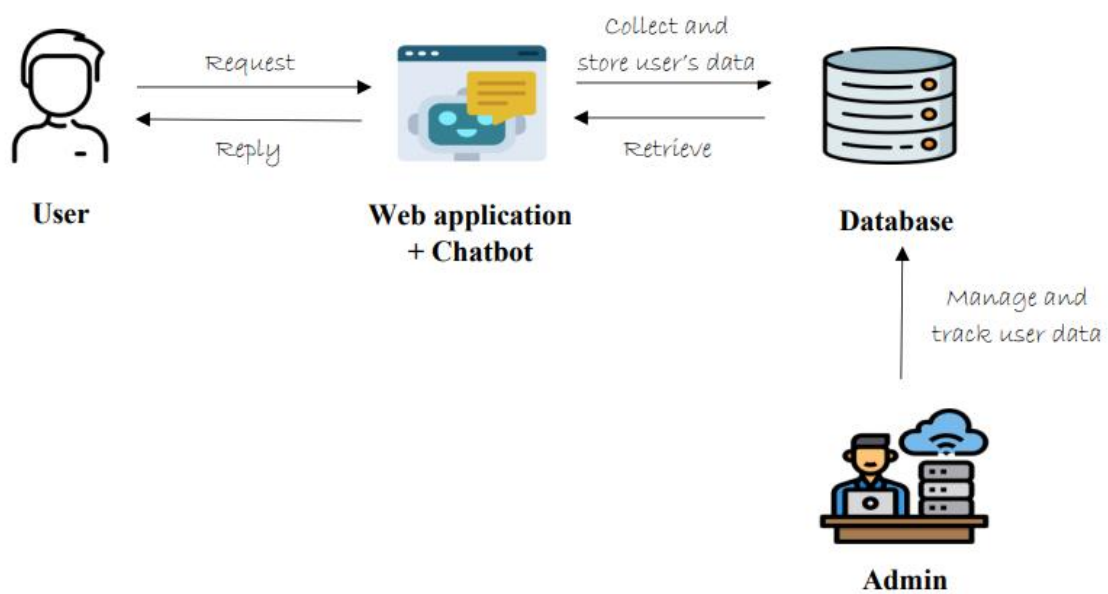 Request
Reply
Collect and
store user's data
Retrieve
User
Web application
+ Chatbot
Database
Manage and
track user data
Admin